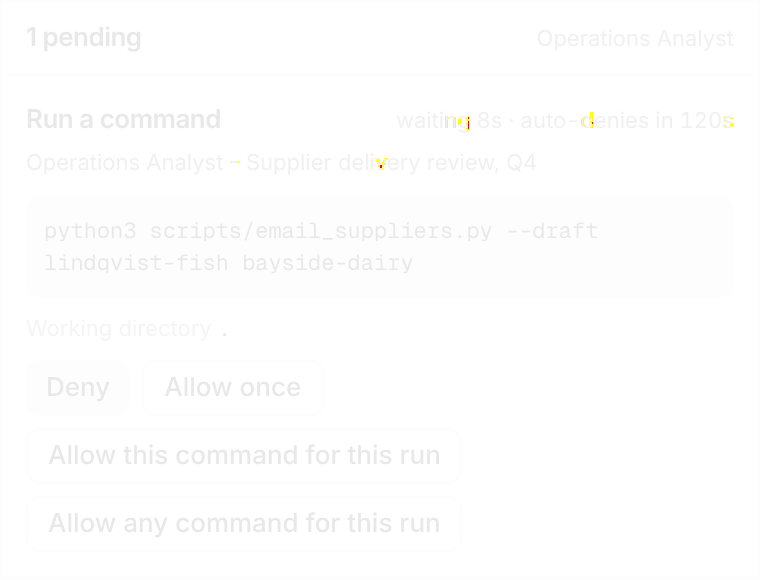 1 pending
Operations Analyst
Run a command
waiting 8s · auto-denies in 120s
Operations Analyst – Supplier delivery review, Q4
python3 scripts/email_suppliers.py --draft
lindqvist-fish bayside-dairy
Working directory .
Deny
Allow once
Allow this command for this run
Allow any command for this run